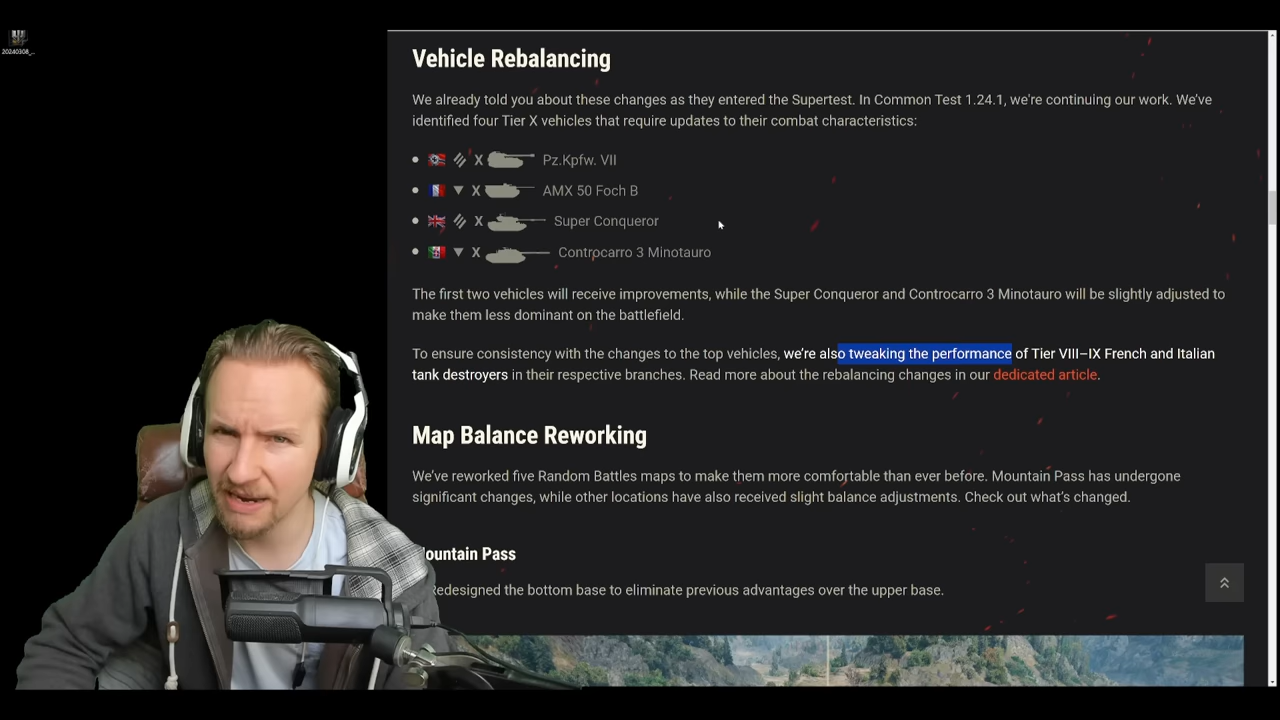 20240308_...
Vehicle Rebalancing
We already told you about these changes as they entered the Supertest. In Common Test 1.24.1, we're continuing our work. We've
identified four Tier X vehicles that require updates to their combat characteristics:
X Pz.Kpfw. VII
X AMX 50 Foch B
X Super Conqueror
X Controcarro 3 Minotauro
The first two vehicles will receive improvements, while the Super Conqueror and Controcarro 3 Minotauro will be slightly adjusted to
make them less dominant on the battlefield.
To ensure consistency with the changes to the top vehicles, we're also tweaking the performance of Tier VIII–IX French and Italian
tank destroyers in their respective branches. Read more about the rebalancing changes in our dedicated article.
Map Balance Reworking
We've reworked five Random Battles maps to make them more comfortable than ever before. Mountain Pass has undergone
significant changes, while other locations have also received slight balance adjustments. Check out what's changed.
ountain Pass
Redesigned the bottom base to eliminate previous advantages over the upper base.